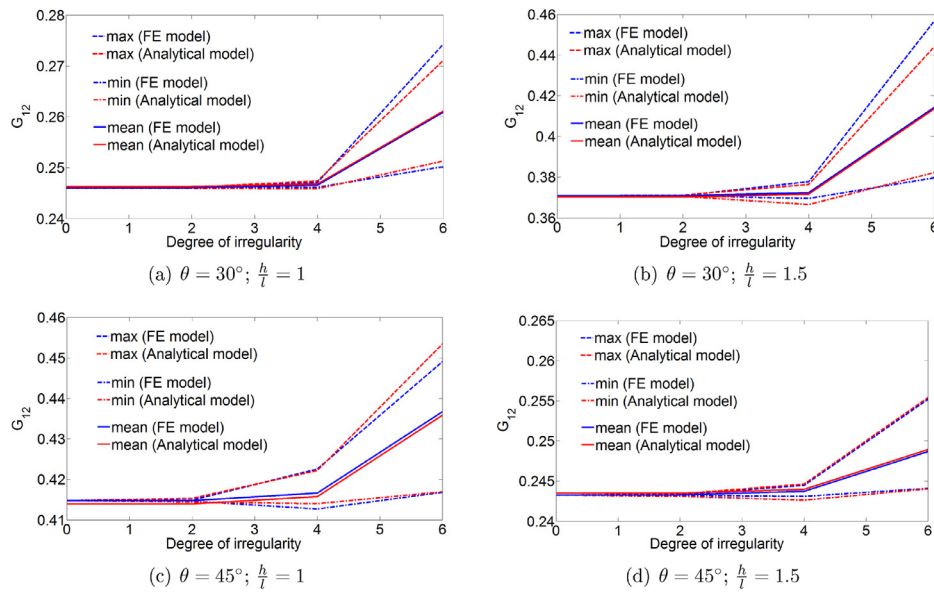 0.28
0.27
0.26
0.25
0.24
G12
max (FE model)
max (Analytical model)
min (FE model)
min (Analytical model)
mean (FE model)
mean (Analytical model)
0 1 2 3 4 5 6
Degree of irregularity
(a) θ = 30°; h/l = 1
0.46
0.44
0.42
0.4
0.38
0.36
G12
max (FE model)
max (Analytical model)
min (FE model)
min (Analytical model)
mean (FE model)
mean (Analytical model)
0 1 2 3 4 5 6
Degree of irregularity
(b) θ = 30°; h/l = 1.5
0.46
0.45
0.44
0.43
0.42
0.41
G12
max (FE model)
max (Analytical model)
min (FE model)
min (Analytical model)
mean (FE model)
mean (Analytical model)
0 1 2 3 4 5 6
Degree of irregularity
(c) θ = 45°; h/l = 1
0.265
0.26
0.255
0.25
0.245
0.24
G12
max (FE model)
max (Analytical model)
min (FE model)
min (Analytical model)
mean (FE model)
mean (Analytical model)
0 1 2 3 4 5 6
Degree of irregularity
(d) θ = 45°; h/l = 1.5